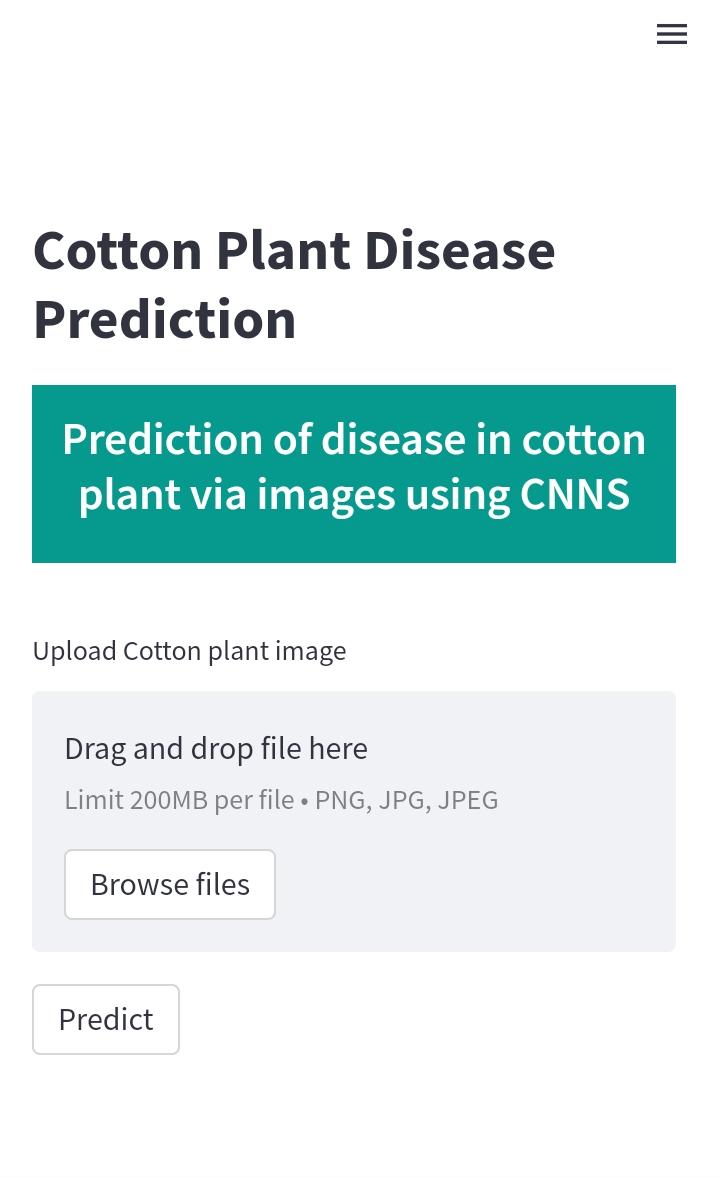 Cotton Plant Disease
Prediction
Prediction of disease in cotton
plant via images using CNNS
Upload Cotton plant image
Drag and drop file here
Limit 200MB per file • PNG, JPG, JPEG
Browse files
Predict